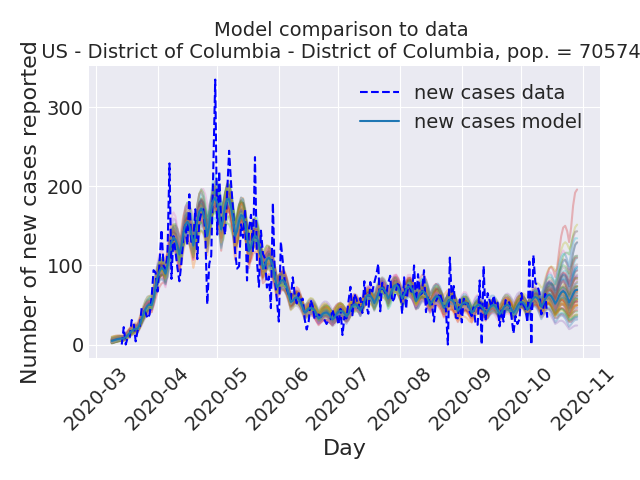 Model comparison to data
US - District of Columbia - District of Columbia, pop. = 70574
Number of new cases reported
300
200
100
0
new cases data
new cases model
2020-03
2020-04
2020-05
2020-06
2020-07
2020-08
2020-09
2020-10
2020-11
Day